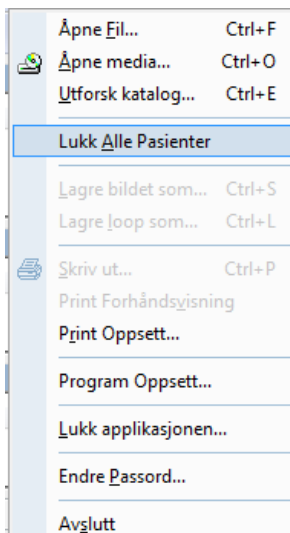 Åpne Fil... Ctrl+F
Åpne media... Ctrl+O
Utforsk katalog... Ctrl+E
Lukk Alle Pasienter
Lagre bildet som... Ctrl+S
Lagre loop som... Ctrl+L
Skriv ut... Ctrl+P
Print Forhåndsvisning
Print Oppsett...
Program Oppsett...
Lukk applikasjonen...
Endre Passord...
Avslutt